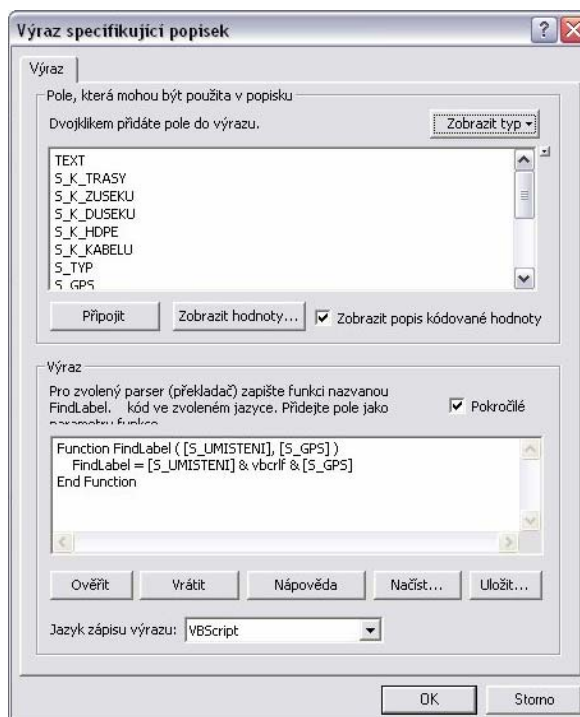 Výraz specifikující popisek
Výraz
Pole, která mohou být použita v popisku
Dvojklikem přidáte pole do výrazu.
Zobrazit typ
TEXT
S_K_TRASY
S_K_ZUSEKU
S_K_DUSEKU
S_K_HDPE
S_K_KABELU
S_TYP
S_GPS
Připojit
Zobrazit hodnoty...
Zobrazit popis kódované hodnoty
Výraz
Pro zvolený parser (překladač) zapište funkci nazvanou
FindLabel. kód ve zvoleném jazyce. Přidejte pole jako
parametru funkce
Pokročilé
Function FindLabel ( [S_UMISTENI], [S_GPS] )
FindLabel = [S_UMISTENI] & vbcrlf & [S_GPS]
End Function
Ověřit
Vrátit
Nápověda
Načíst...
Uložit...
Jazyk zápisu výrazu:
VBScript
OK
Storno